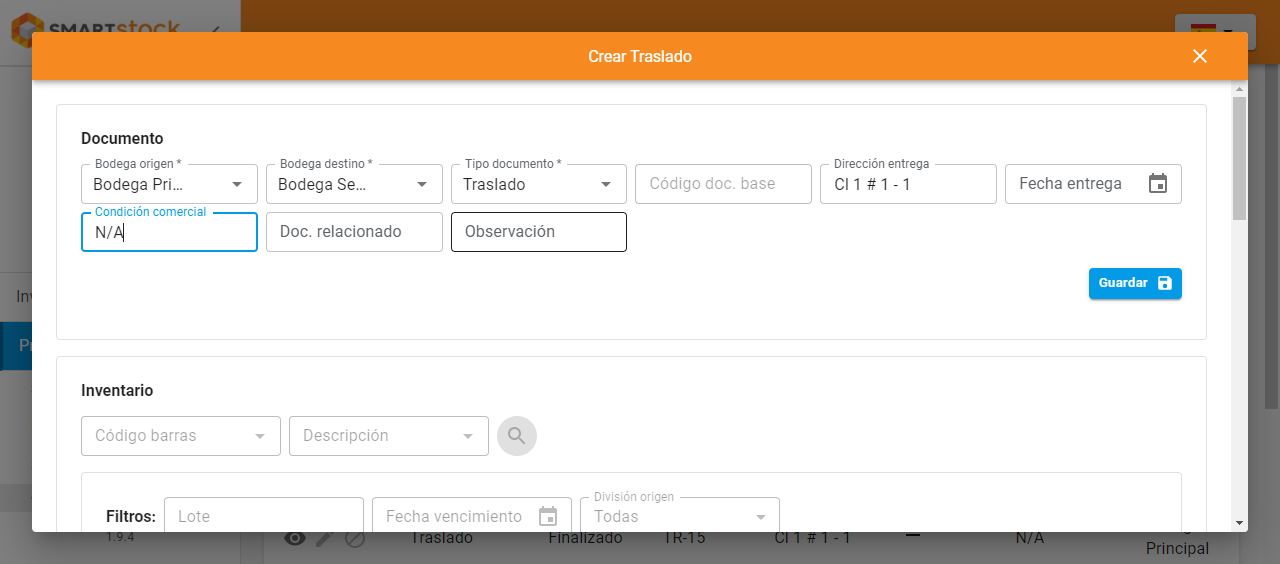 SMARTStock
Crear Traslado
Documento
Bodega origen * Bodega destino * Tipo documento * Dirección entrega
Bodega Pri... Bodega Se... Traslado Código doc. base Cl 1 # 1 - 1 Fecha entrega
Condición comercial
N/A Doc. relacionado Observación
Guardar
Inventario
Código barras Descripción
División origen
Filtros: Lote Fecha vencimiento Todas
1.9.4
Traslado Finalizado TR-15 Cl 1 # 1 - 1 — N/A
Principal